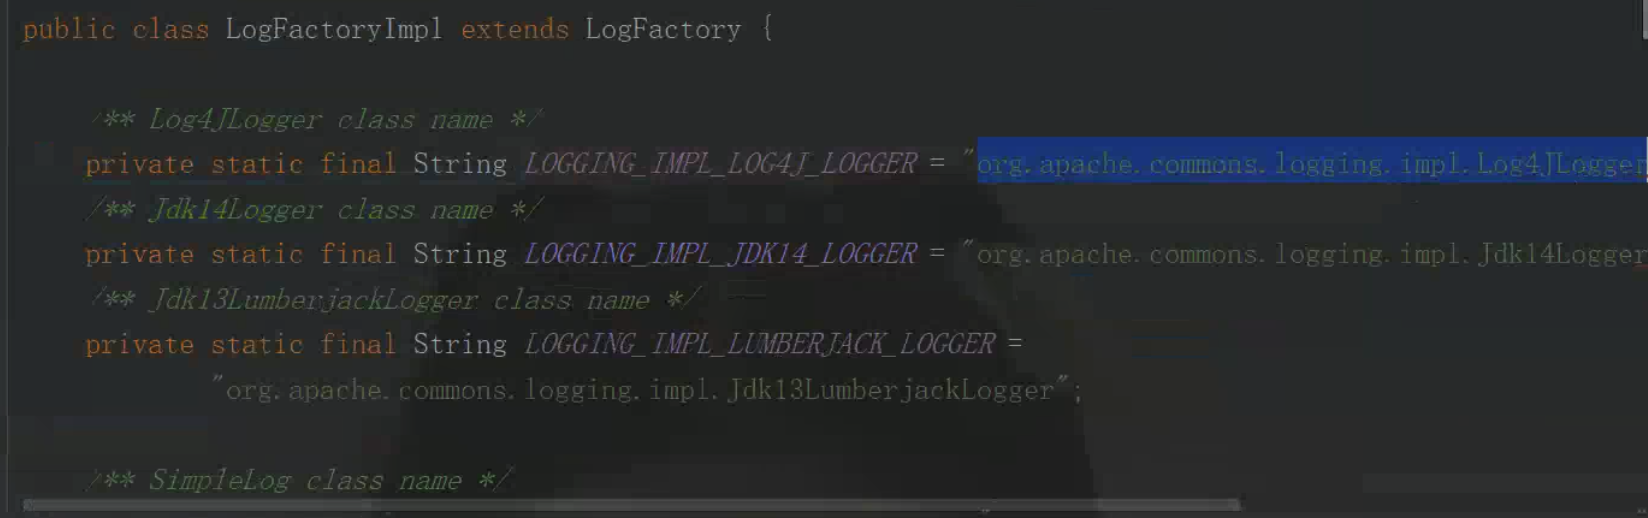 public class LogFactoryImpl extends LogFactory {
/** Log4JLogger class name */
private static final String LOGGING_IMPL_LOG4J_LOGGER = "org.apache.commons.logging.impl.Log4JLogger
/** Jdk14Logger class name */
private static final String LOGGING_IMPL_JDK14_LOGGER = "org.apache.commons.logging.impl.Jdk14Logger
/** Jdk13LumberjackLogger class name */
private static final String LOGGING_IMPL_LUMBERJACK_LOGGER =
"org.apache.commons.logging.impl.Jdk13LumberjackLogger";
/** SimpleLog class name */